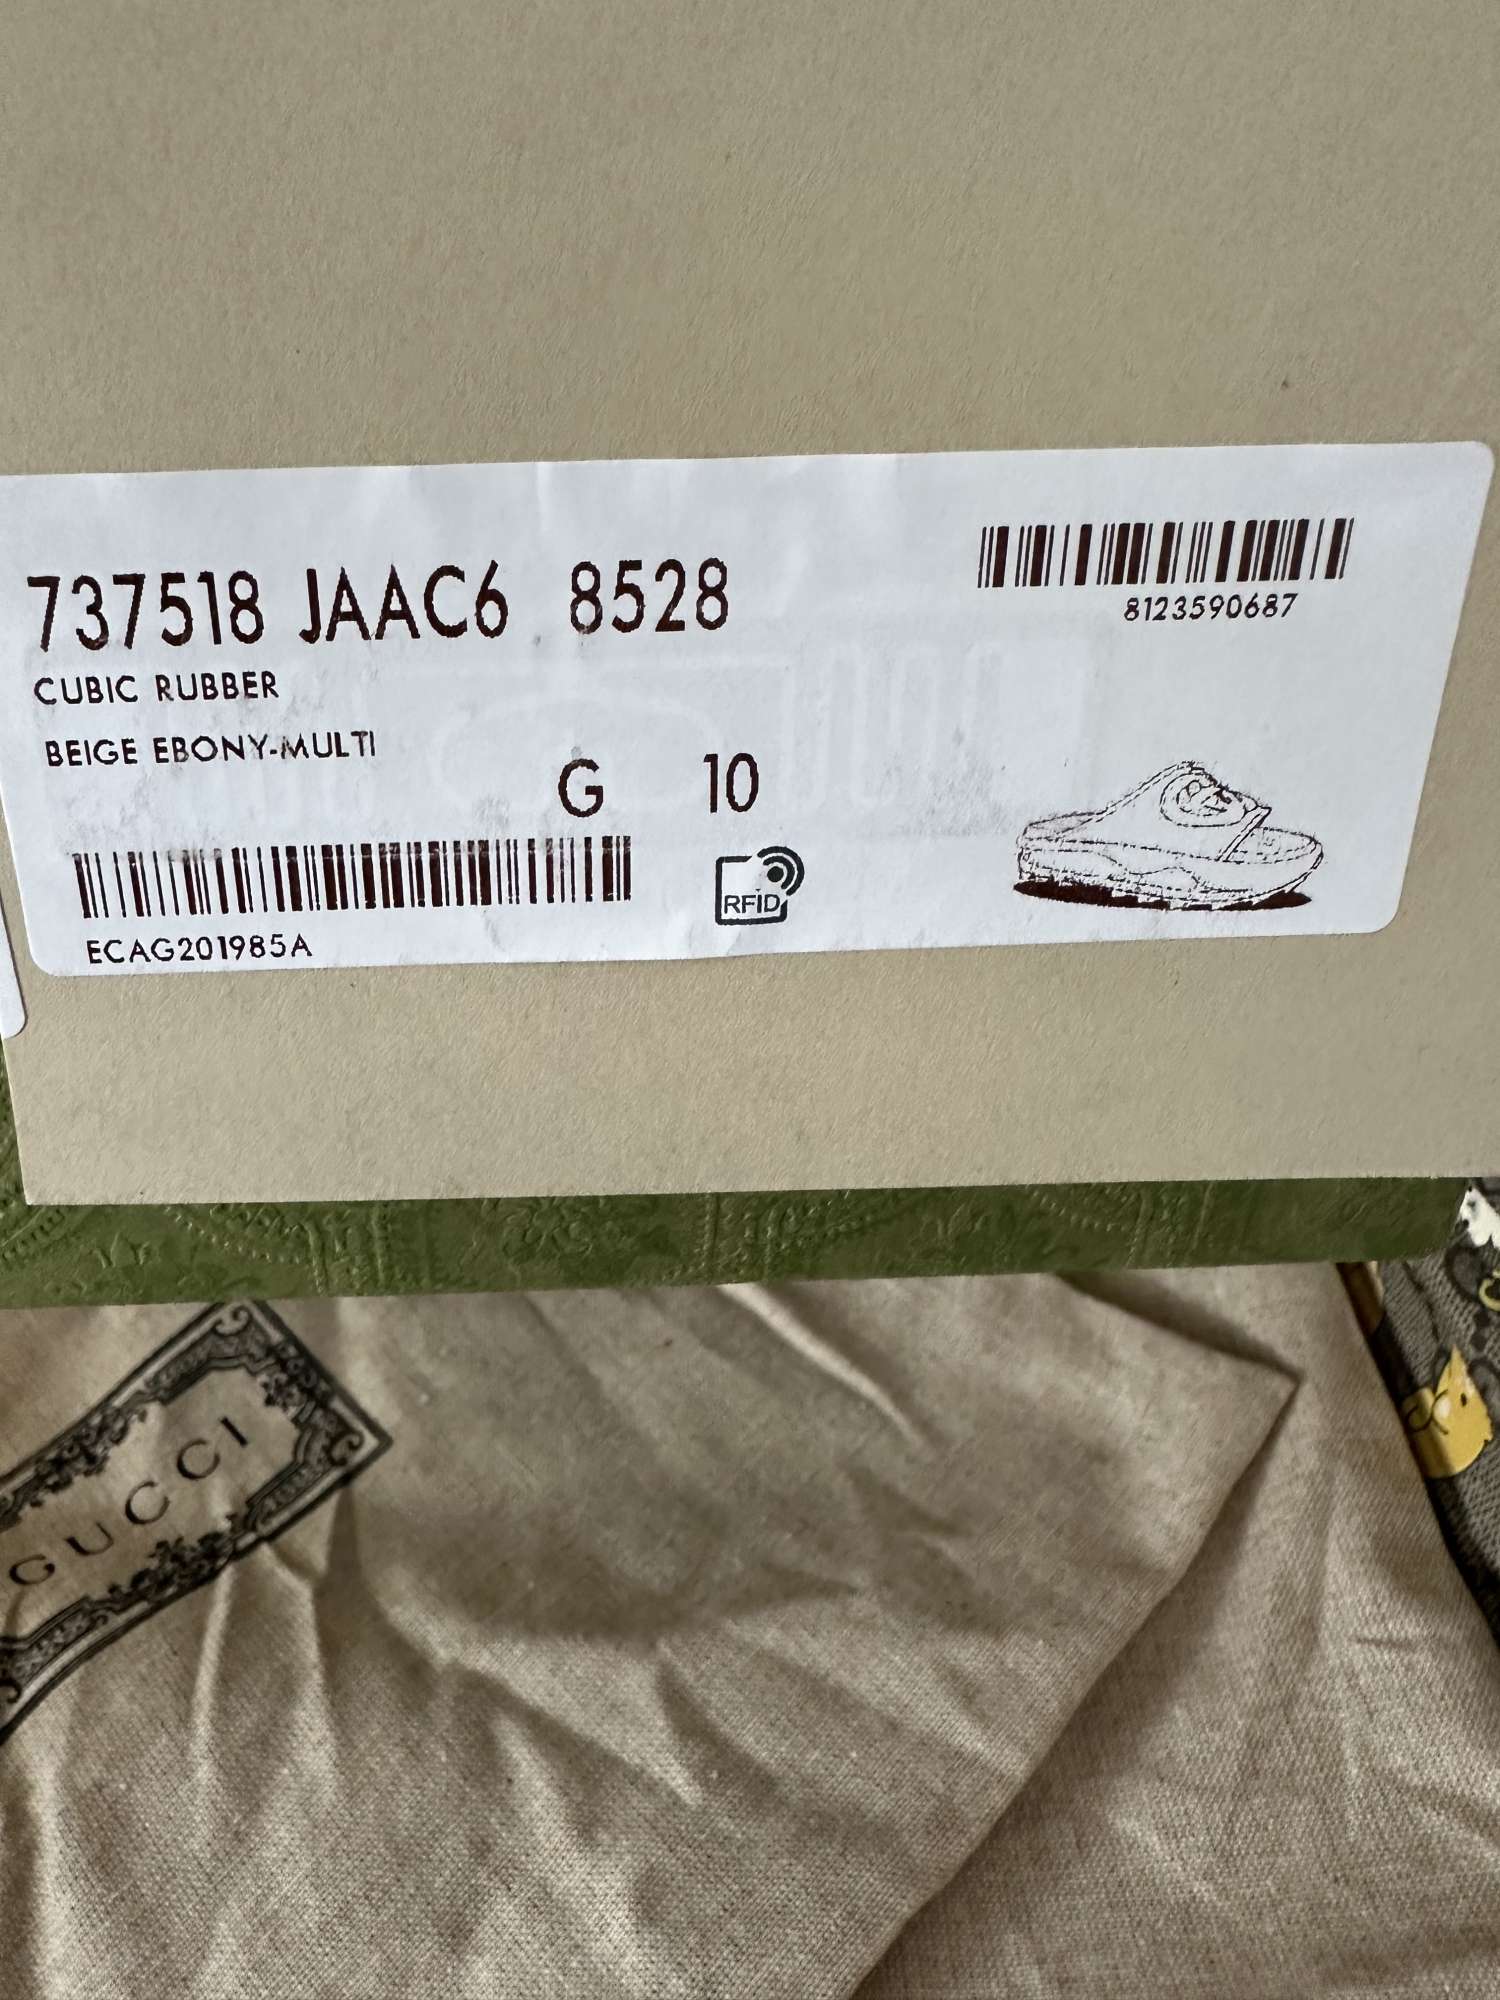 737518 JAAC6 8528
8123590687
CUBIC RUBBER
BEIGE EBONY-MULTI
G 10
RFID
ECAG201985A
GUCCI